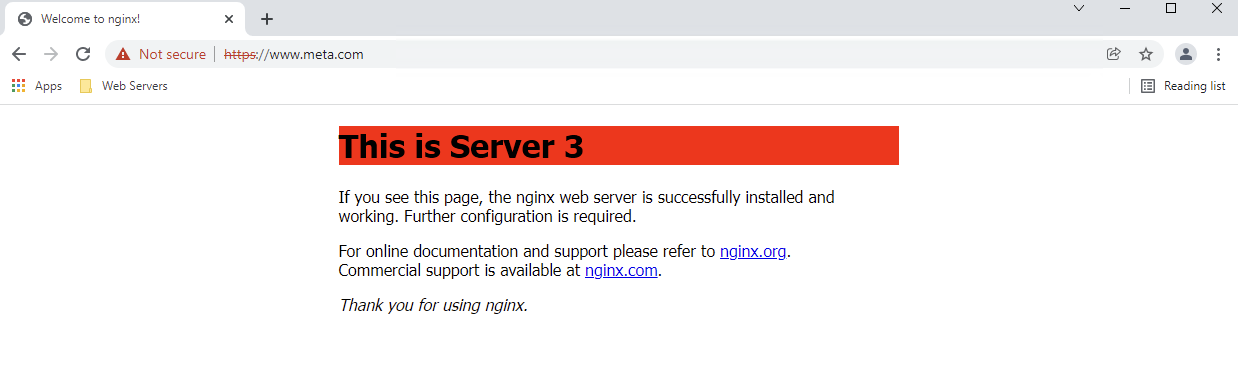 Welcome to nginx!
Not secure | https://www.meta.com
Apps Web Servers Reading list
This is Server 3
If you see this page, the nginx web server is successfully installed and
working. Further configuration is required.
For online documentation and support please refer to nginx.org.
Commercial support is available at nginx.com.
Thank you for using nginx.